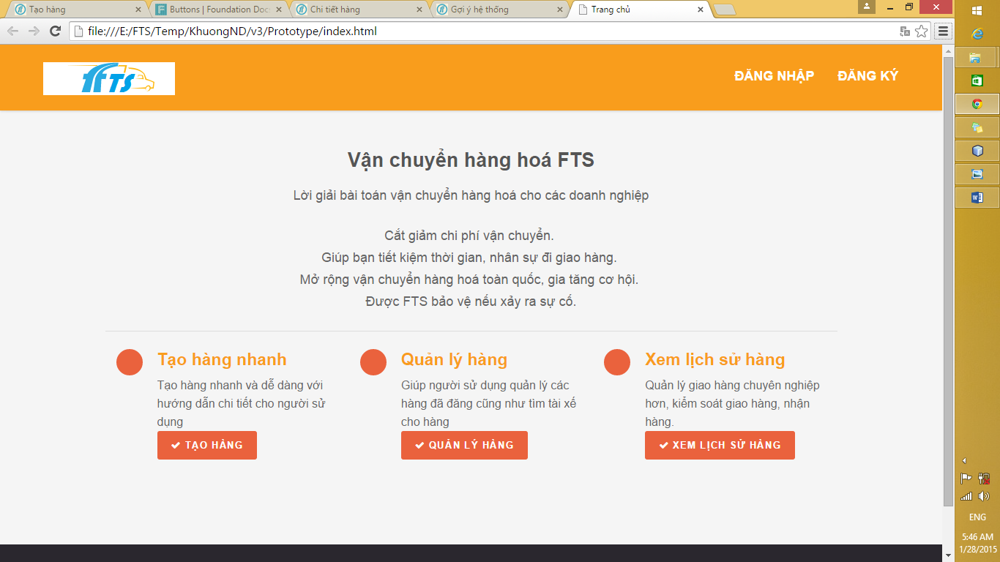 Tạo hàng
Buttons | Foundation Doc
Chi tiết hàng
Gợi ý hệ thống
Trang chủ
file:///E:/FTS/Temp/KhuongND/v3/Prototype/index.html
fFTS
ĐĂNG NHẬP
ĐĂNG KÝ
Vận chuyển hàng hoá FTS
Lời giải bài toán vận chuyển hàng hoá cho các doanh nghiệp
Cắt giảm chi phí vận chuyển.
Giúp bạn tiết kiệm thời gian, nhân sự đi giao hàng.
Mở rộng vận chuyển hàng hoá toàn quốc, gia tăng cơ hội.
Được FTS bảo vệ nếu xảy ra sự cố.
Tạo hàng nhanh
Tạo hàng nhanh và dễ dàng với
hướng dẫn chi tiết cho người sử
dụng
TẠO HÀNG
Quản lý hàng
Giúp người sử dụng quản lý các
hàng đã đăng cũng như tìm tài xế
cho hàng
QUẢN LÝ HÀNG
Xem lịch sử hàng
Quản lý giao hàng chuyên nghiệp
hơn, kiểm soát giao hàng, nhận
hàng.
XEM LỊCH SỬ HÀNG
ENG
5:46 AM
1/28/2015